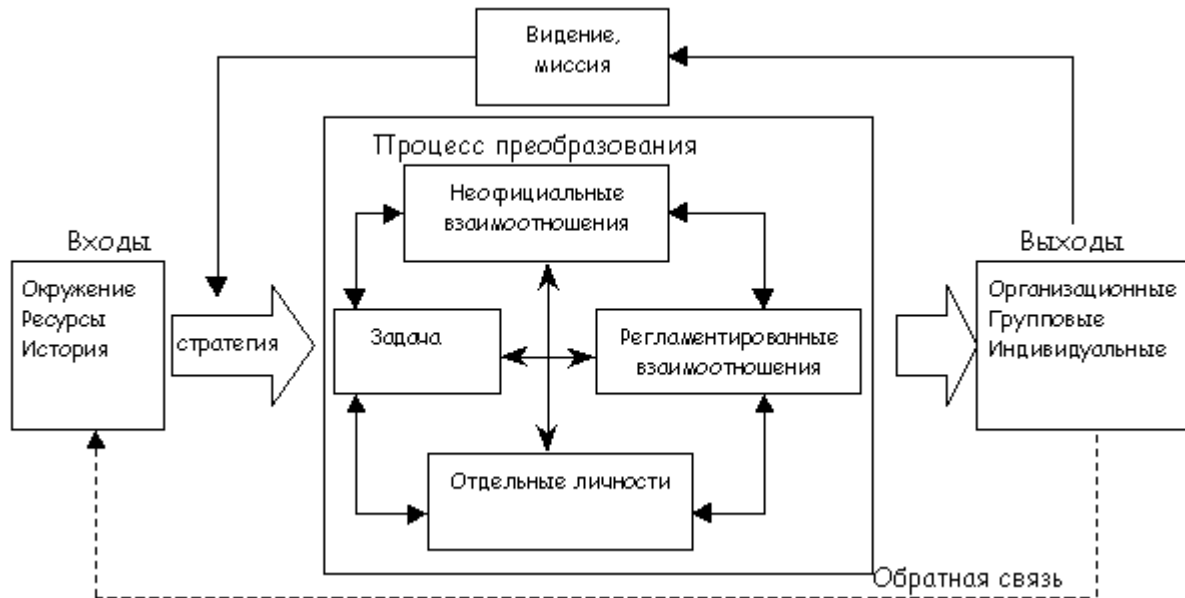 Видение,
миссия
Процесс преобразования
Неофициальные
взаимоотношения
Входы
Окружение
Ресурсы
История
стратегия
Задача
Регламентированные
взаимоотношения
Отдельные личности
Выходы
Организационные
Групповые
Индивидуальные
Обратная связь